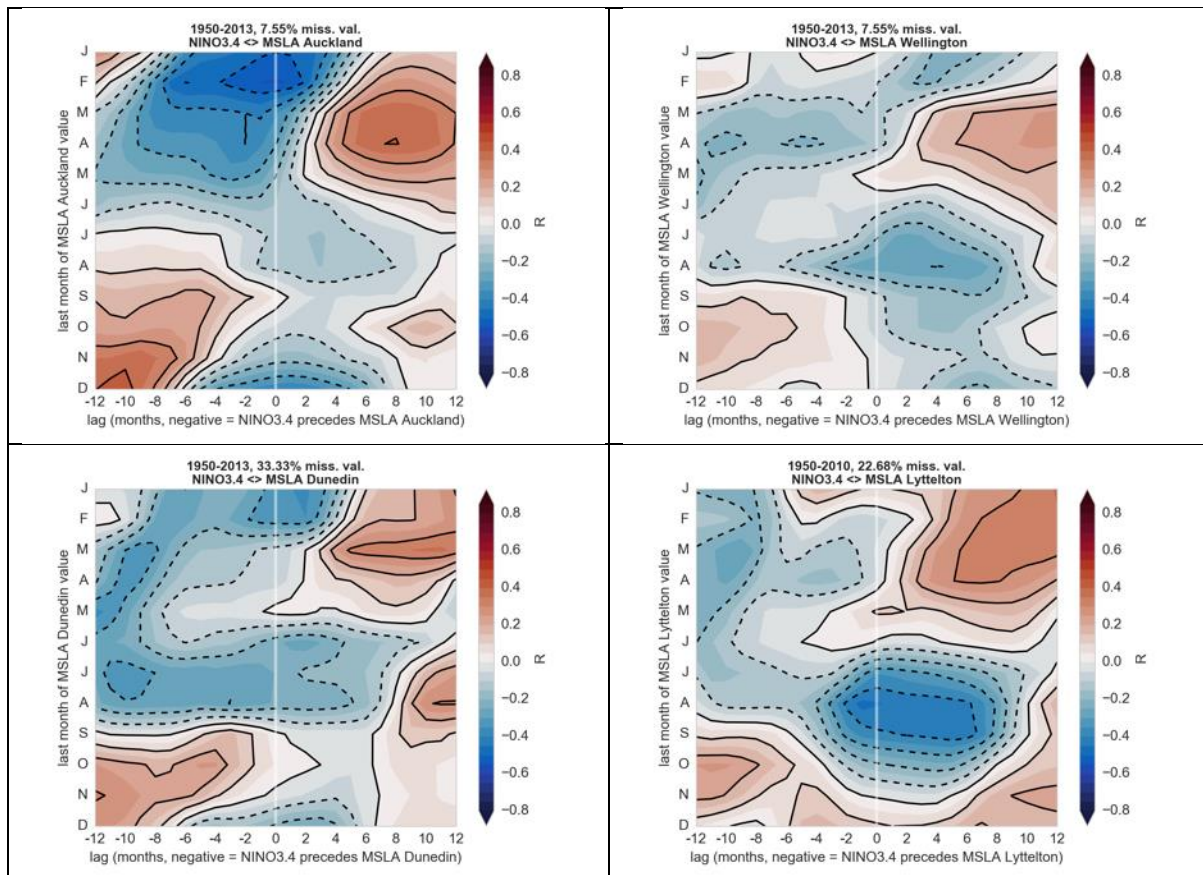 1950-2013, 7.55% miss. val.
NINO3.4 <> MSLA Auckland
last month of MSLA Auckland value
J
F
M
A
M
J
J
A
S
O
N
D
-12 -10 -8 -6 -4 -2 0 2 4 6 8 10 12
lag (months, negative = NINO3.4 precedes MSLA Auckland)
0.8
0.6
0.4
0.2
0.0
−0.2
−0.4
−0.6
−0.8
R
1950-2013, 7.55% miss. val.
NINO3.4 <> MSLA Wellington
last month of MSLA Wellington value
J
F
M
A
M
J
J
A
S
O
N
D
-12 -10 -8 -6 -4 -2 0 2 4 6 8 10 12
lag (months, negative = NINO3.4 precedes MSLA Wellington)
0.8
0.6
0.4
0.2
0.0
−0.2
−0.4
−0.6
−0.8
R
1950-2013, 33.33% miss. val.
NINO3.4 <> MSLA Dunedin
last month of MSLA Dunedin value
J
F
M
A
M
J
J
A
S
O
N
D
-12 -10 -8 -6 -4 -2 0 2 4 6 8 10 12
lag (months, negative = NINO3.4 precedes MSLA Dunedin)
0.8
0.6
0.4
0.2
0.0
−0.2
−0.4
−0.6
−0.8
R
1950-2010, 22.68% miss. val.
NINO3.4 <> MSLA Lyttelton
last month of MSLA Lyttelton value
J
F
M
A
M
J
J
A
S
O
N
D
-12 -10 -8 -6 -4 -2 0 2 4 6 8 10 12
lag (months, negative = NINO3.4 precedes MSLA Lyttelton)
0.8
0.6
0.4
0.2
0.0
−0.2
−0.4
−0.6
−0.8
R